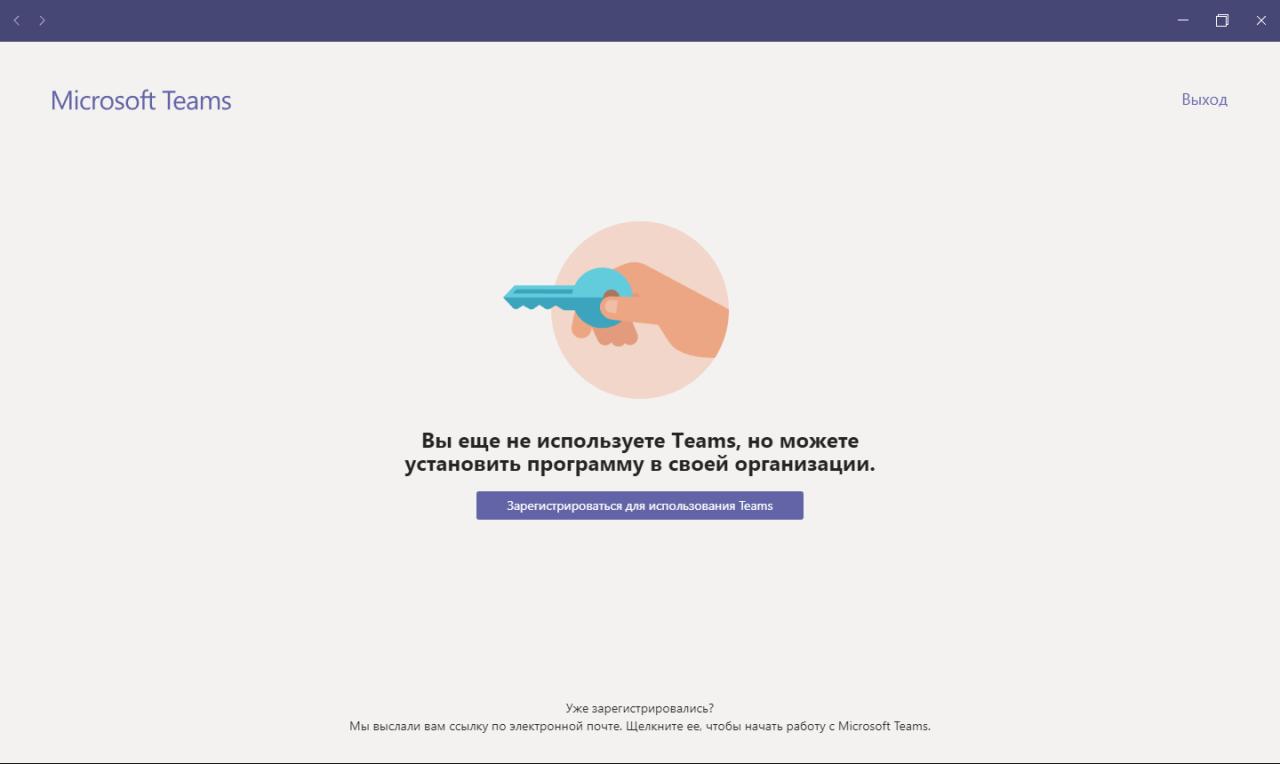 Microsoft Teams
Выход
Вы еще не используете Teams, но можете
установить программу в своей организации.
Зарегистрироваться для использования Teams
Уже зарегистрировались?
Мы выслали вам ссылку по электронной почте. Щелкните ее, чтобы начать работу с Microsoft Teams.